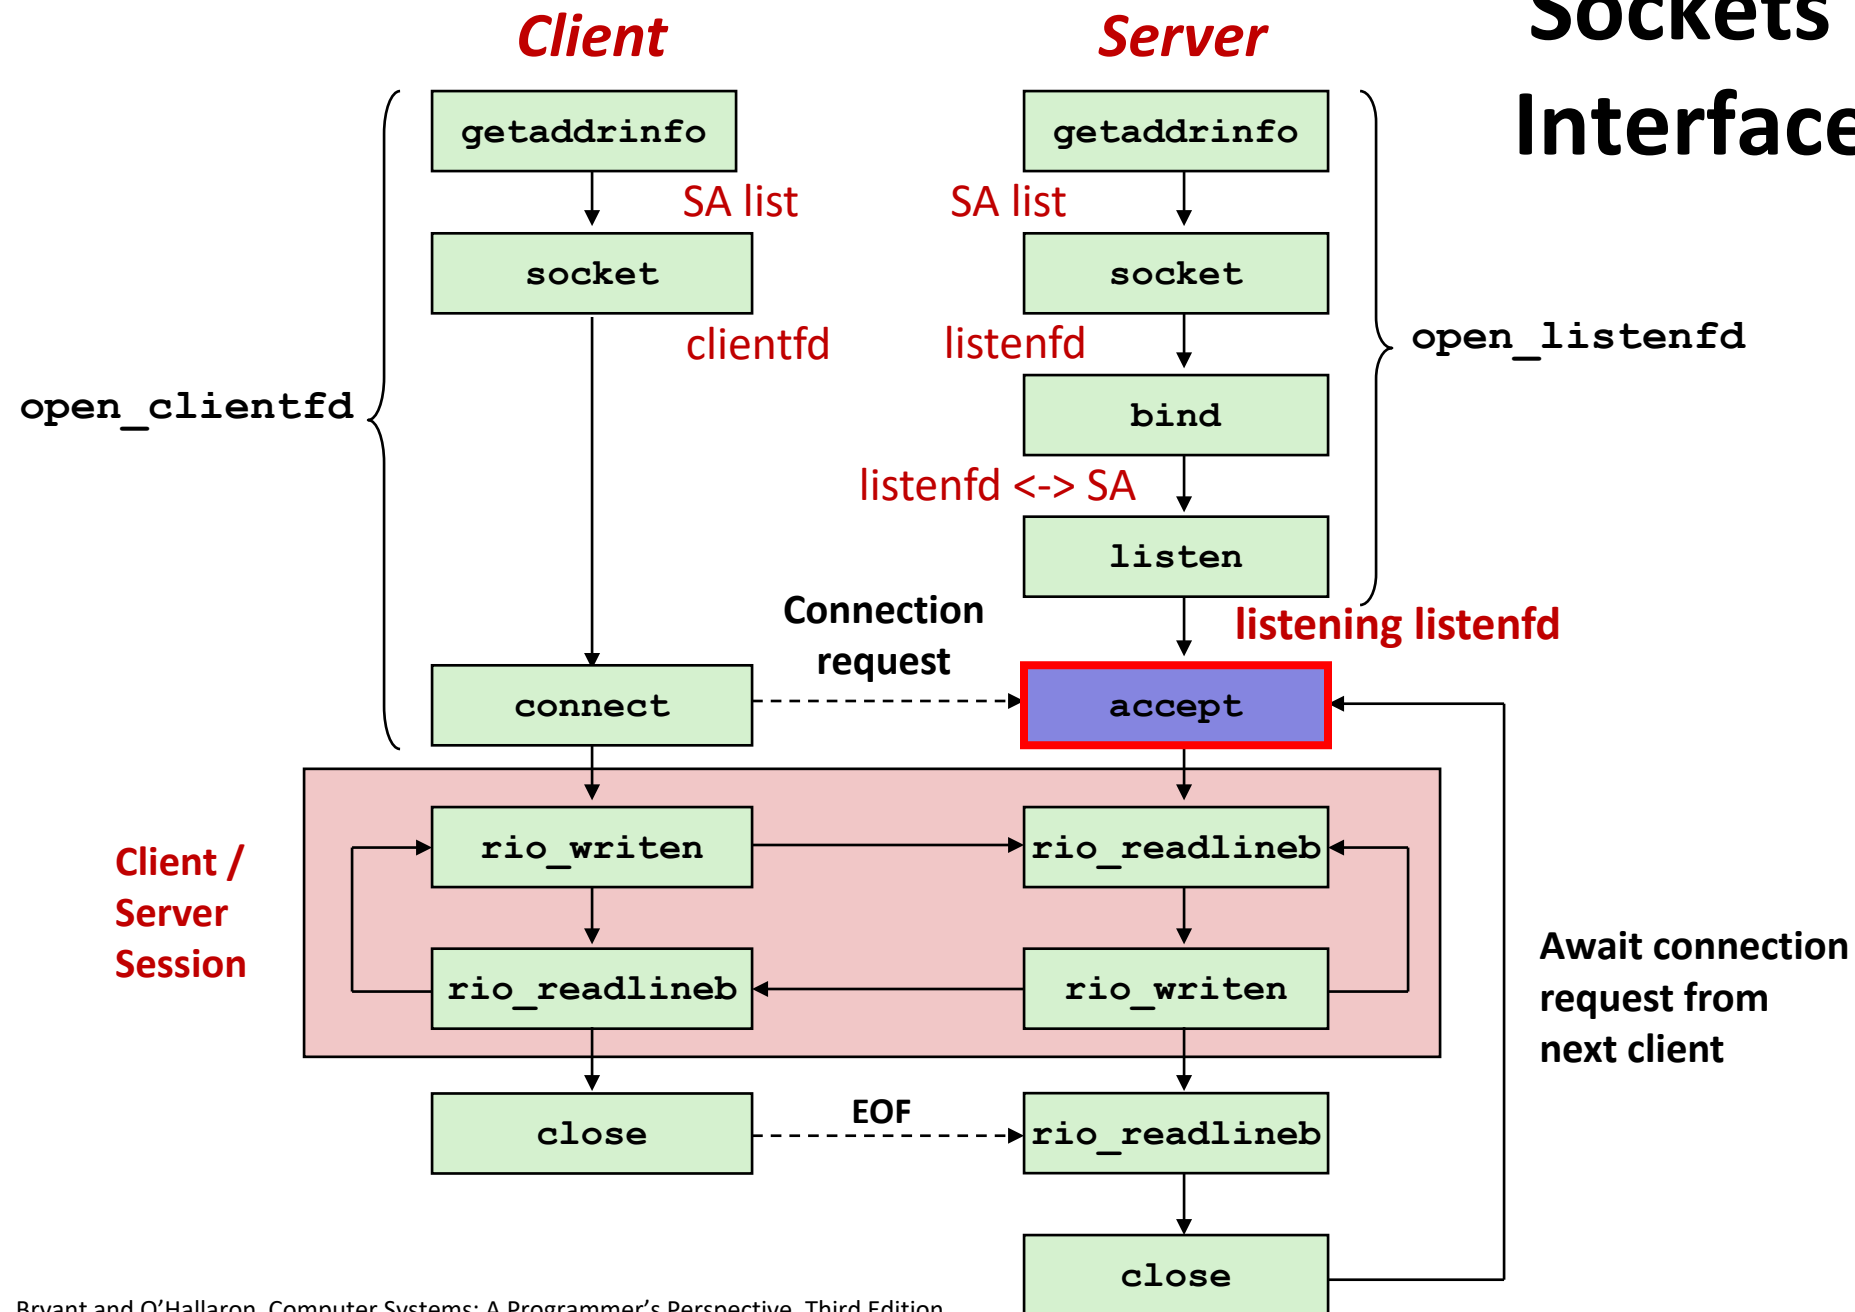 Sockets
Interface
Client
Server
getaddrinfo
getaddrinfo
SA list
SA list
socket
socket
clientfd
listenfd
open_listenfd
open_clientfd
bind
listenfd <-> SA
listen
Connection
request
listening listenfd
connect
accept
Client /
Server
Session
rio_writen
rio_readlineb
rio_readlineb
rio_writen
Await connection
request from
next client
close
EOF
rio_readlineb
close
Bryant and O'Hallaron, Computer Systems: A Programmer's Perspective, Third Edition